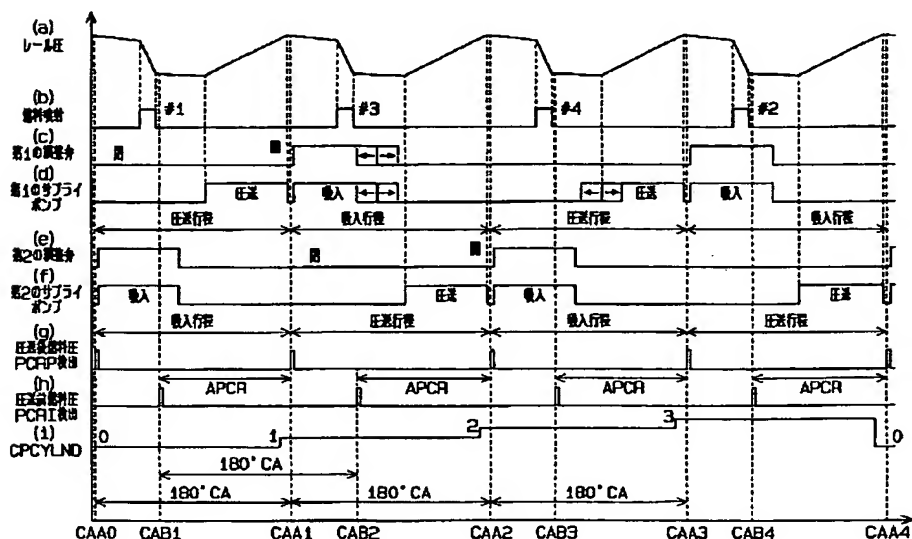 (a)
レール圧
(b)
燃料噴射
#1
#3
#4
#2
(c)
第1の調整弁
閉
閉
(d)
第1のサプライ
ポンプ
圧送
吸入
圧送
吸入
圧送行程
吸入行程
圧送行程
吸入行程
(e)
第2の調整弁
閉
閉
(f)
第2のサプライ
ポンプ
吸入
圧送
吸入
圧送
吸入行程
圧送行程
吸入行程
圧送行程
(g)
圧送後燃料圧
PCRP検出
(h)
圧送前燃料圧
PCRI検出
APCR
APCR
APCR
APCR
(i)
CPCYLND
0
1
2
3
0
180°CA
180°CA
180°CA
180°CA
CAA0
CAB1
CAA1
CAB2
CAA2
CAB3
CAA3
CAB4
CAA4